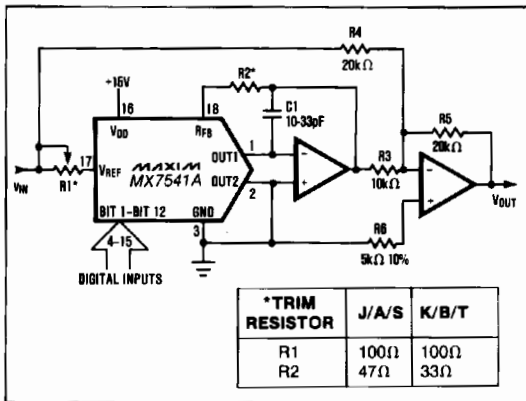 R4
20kΩ
+15V
R2*
16
18
C1
10-33pF
R5
20kΩ
VDD
RFB
1
OUT1
R3
10kΩ
17
VREF
MAXIM
MX7541A
OUT2
2
VIN
R1*
VOUT
BIT 1-BIT 12
GND
3
R6
5kΩ 10%
4-15
DIGITAL INPUTS
*TRIM RESISTOR J/A/S K/B/T
R1 100Ω 100Ω
R2 47Ω 33Ω